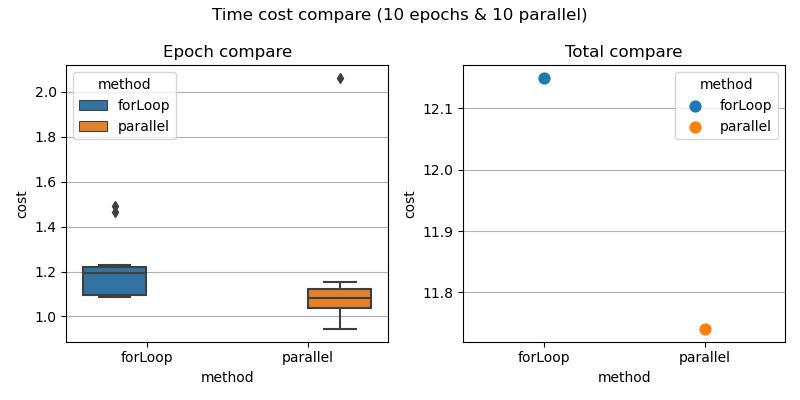 Time cost compare (10 epochs & 10 parallel)
Epoch compare
method
forLoop
parallel
2.0
1.8
1.6
1.4
1.2
1.0
cost
forLoop
parallel
method
Total compare
method
forLoop
parallel
12.1
12.0
11.9
11.8
cost
forLoop
parallel
method